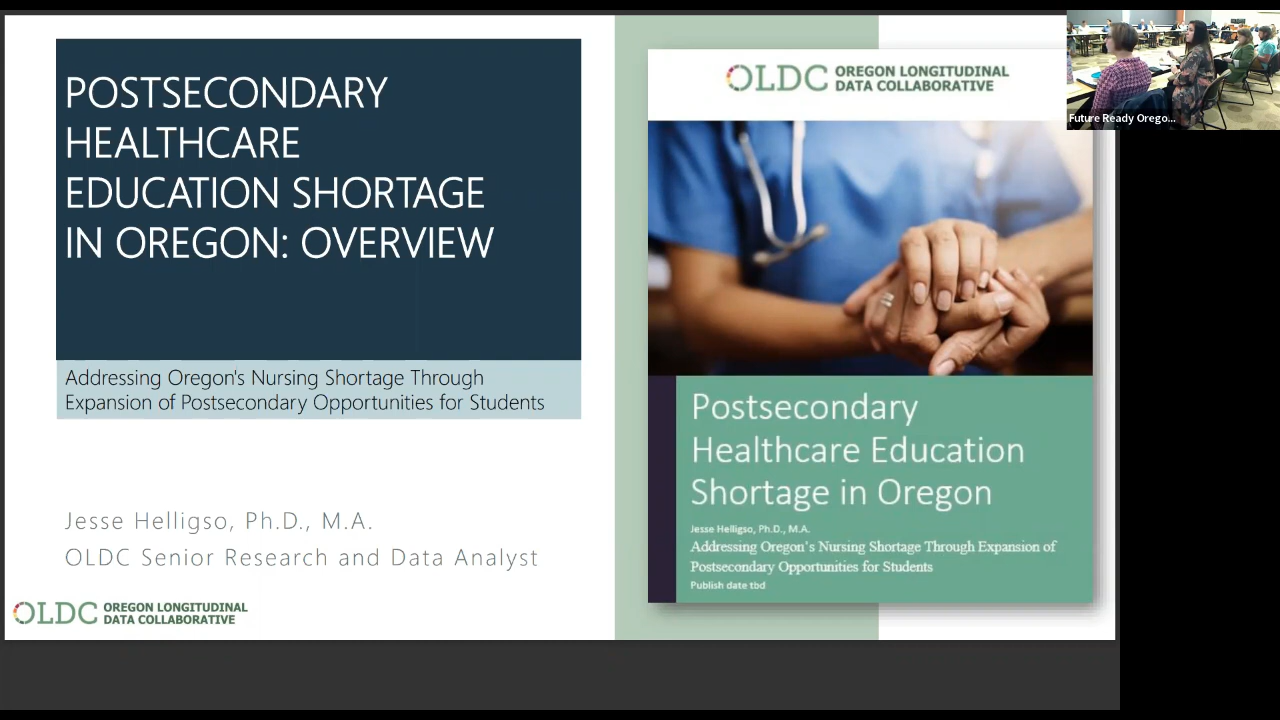 POSTSECONDARY
HEALTHCARE
EDUCATION SHORTAGE
IN OREGON: OVERVIEW
Addressing Oregon's Nursing Shortage Through
Expansion of Postsecondary Opportunities for Students
Jesse Helligso, Ph.D., M.A.
OLDC Senior Research and Data Analyst
OLDC OREGON LONGITUDINAL
DATA COLLABORATIVE
OLDC OREGON LONGITUDINAL
DATA COLLABORATIVE
Postsecondary
Healthcare Education
Shortage in Oregon
Jesse Helligso, Ph.D., M.A.
Addressing Oregon's Nursing Shortage Through Expansion of
Postsecondary Opportunities for Students
Publish date tbd
Future Ready Orego...